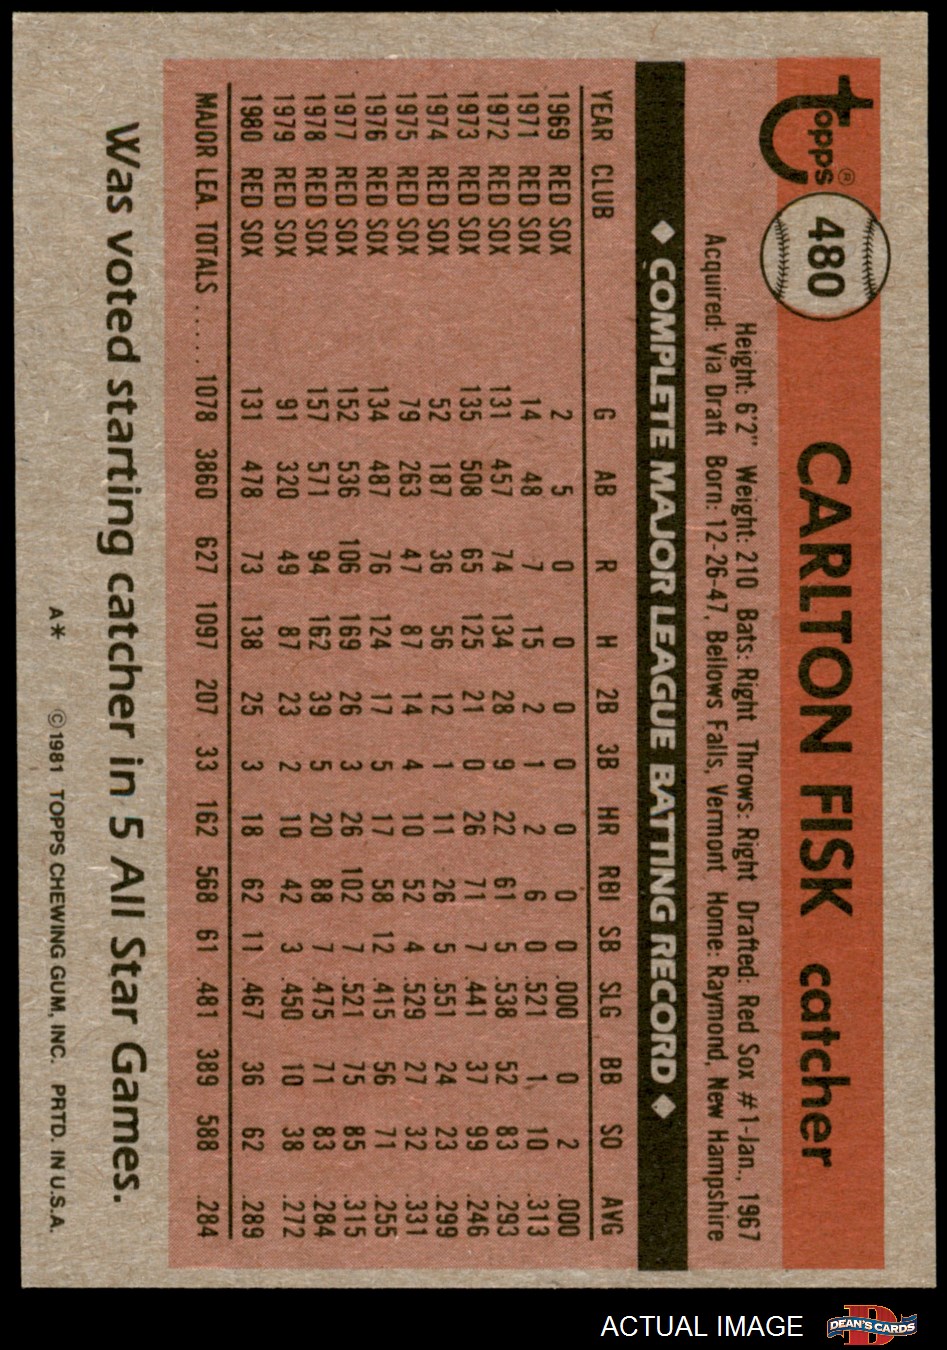 Topps®
480
CARLTON FISK catcher
Height: 6'2" Weight: 210 Bats: Right Throws: Right Drafted: Red Sox #1-Jan., 1967
Acquired: Via Draft Born: 12-26-47, Bellows Falls, Vermont Home: Raymond, New Hampshire
◆ COMPLETE MAJOR LEAGUE BATTING RECORD ◆
YEAR CLUB G AB R H 2B 3B HR RBI SB SLG BB SO AVG
1969 RED SOX 2 5 0 0 0 0 0 0 0 .000 0 2 .000
1971 RED SOX 14 48 7 15 2 1 2 6 0 .521 1 10 .313
1972 RED SOX 131 457 74 134 28 9 22 61 5 .538 52 83 .293
1973 RED SOX 135 508 65 125 21 0 26 71 7 .441 37 99 .246
1974 RED SOX 52 187 36 56 12 1 11 26 5 .551 24 23 .299
1975 RED SOX 79 263 47 87 14 4 10 52 4 .529 27 32 .331
1976 RED SOX 134 487 76 124 17 5 17 58 12 .415 56 71 .255
1977 RED SOX 152 536 106 169 26 3 26 102 7 .521 75 85 .315
1978 RED SOX 157 571 94 162 39 5 20 88 7 .475 71 83 .284
1979 RED SOX 91 320 49 87 23 2 10 42 3 .450 10 38 .272
1980 RED SOX 131 478 73 138 25 3 18 62 11 .467 36 62 .289
MAJOR LEA. TOTALS ..... 1078 3860 627 1097 207 33 162 568 61 .481 389 588 .284
Was voted starting catcher in 5 All Star Games.
A* ©1981 TOPPS CHEWING GUM, INC. PRTD. IN U.S.A.
ACTUAL IMAGE
D
DEAN'S CARDS